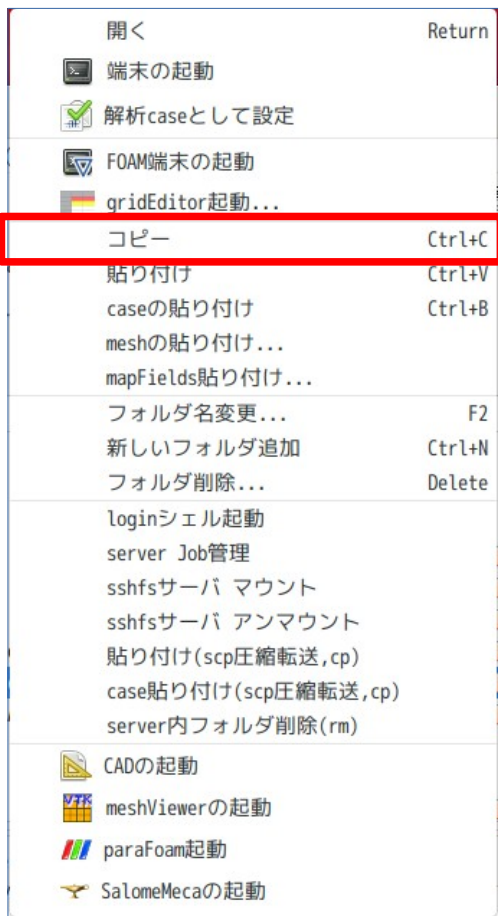 開く Return
端末の起動
解析caseとして設定
FOAM端末の起動
gridEditor起動...
コピー Ctrl+C
貼り付け Ctrl+V
caseの貼り付け Ctrl+B
meshの貼り付け...
mapFields貼り付け...
フォルダ名変更... F2
新しいフォルダ追加 Ctrl+N
フォルダ削除... Delete
loginシェル起動
server Job管理
sshfsサーバ マウント
sshfsサーバ アンマウント
貼り付け(scp圧縮転送,cp)
case貼り付け(scp圧縮転送,cp)
server内フォルダ削除(rm)
CADの起動
VTK meshViewerの起動
paraFoam起動
SalomeMecaの起動